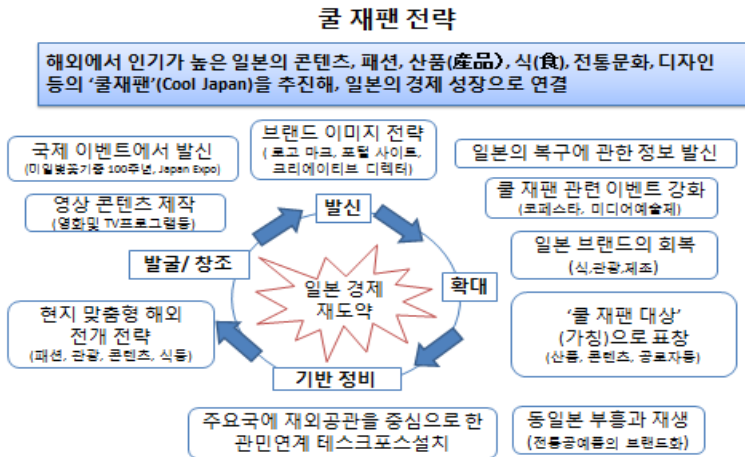 쿨 재팬 전략
해외에서 인기가 높은 일본의 콘텐츠, 패션, 산품(産品), 식(食), 전통문화, 디자인
등의 ‘쿨재팬’(Cool Japan)을 추진해, 일본의 경제 성장으로 연결
국제 이벤트에서 발신
(미일벚꽃기증 100주년, Japan Expo)
브랜드 이미지 전략
( 로고 마크, 포털 사이트,
크리에이티브 디렉터)
일본의 복구에 관한 정보 발신
영상 콘텐츠 제작
(영화및 TV프로그램등)
발신
쿨 재팬 관련 이벤트 강화
(코페스타, 미디어예술제)
발굴/ 창조
일본 경제
재도약
확대
일본 브랜드의 회복
(식,관광,제조)
현지 맞춤형 해외
전개 전략
(패션, 관광, 콘텐츠, 식등)
‘쿨 재팬 대상’
(가칭)으로 표창
(산품, 콘텐츠, 공로자등)
기반 정비
주요국에 재외공관을 중심으로 한
관민연계 테스크포스설치
동일본 부흥과 재생
(전통공예품의 브랜드화)